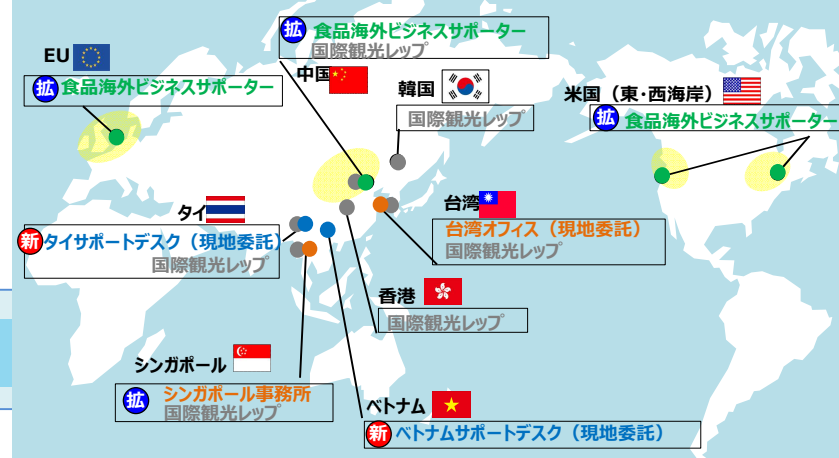 拡 食品海外ビジネスサポーター
国際観光レップ
中国
EU
拡 食品海外ビジネスサポーター
韓国
国際観光レップ
米国（東・西海岸）
拡 食品海外ビジネスサポーター
タイ
新 タイサポートデスク（現地委託）
国際観光レップ
台湾
台湾オフィス（現地委託）
国際観光レップ
香港
国際観光レップ
シンガポール
拡 シンガポール事務所
国際観光レップ
ベトナム
新 ベトナムサポートデスク（現地委託）